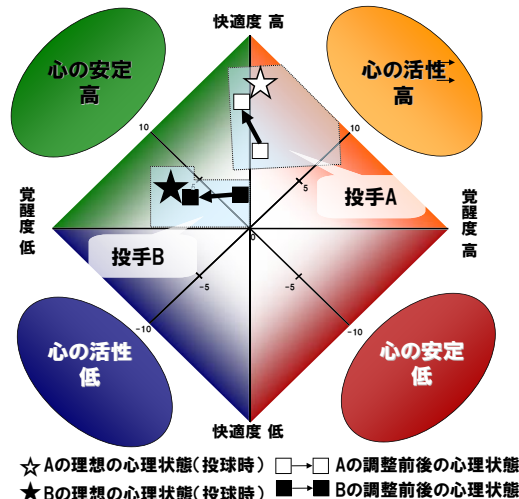 快適度 高
心の安定
高
心の活性
高
10
10
5
5
投手A
覚醒度 低
覚醒度 高
0
投手B
-5
-5
-10
-10
心の活性
低
心の安定
低
快適度 低
☆ Aの理想の心理状態(投球時) □→□ Aの調整前後の心理状態
★ Bの理想の心理状態(投球時) ■→■ Bの調整前後の心理状態